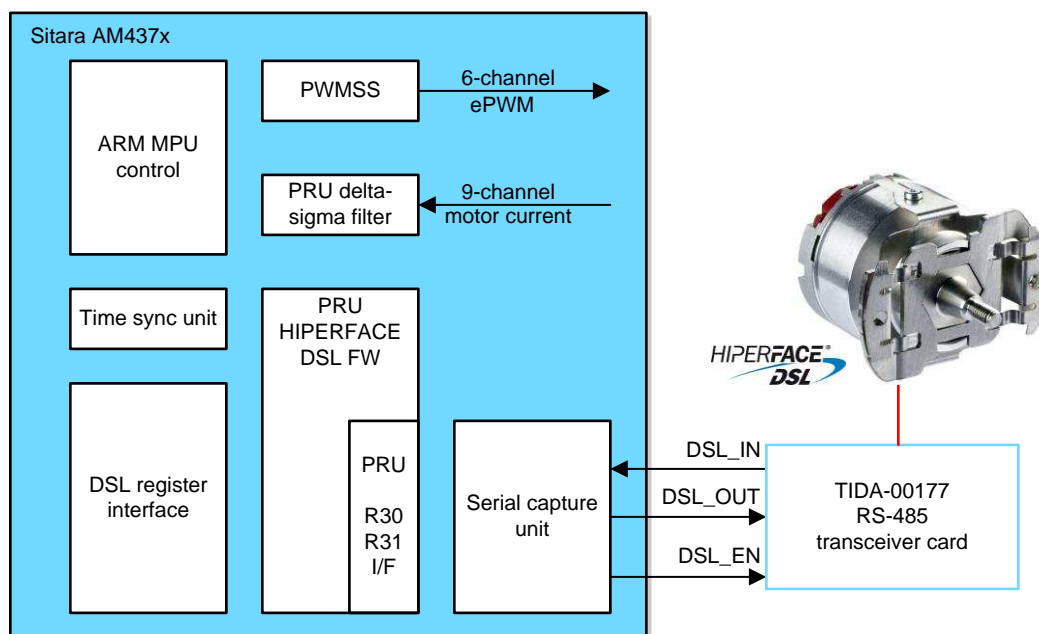 Sitara AM437x
ARM MPU
control
PWMSS
6-channel
ePWM
PRU delta-
sigma filter
9-channel
motor current
Time sync unit
PRU
HIPERFACE
DSL FW
DSL register
interface
PRU
R30
R31
I/F
Serial capture
unit
HIPERFACE®
DSL
DSL_IN
DSL_OUT
DSL_EN
TIDA-00177
RS-485
transceiver card